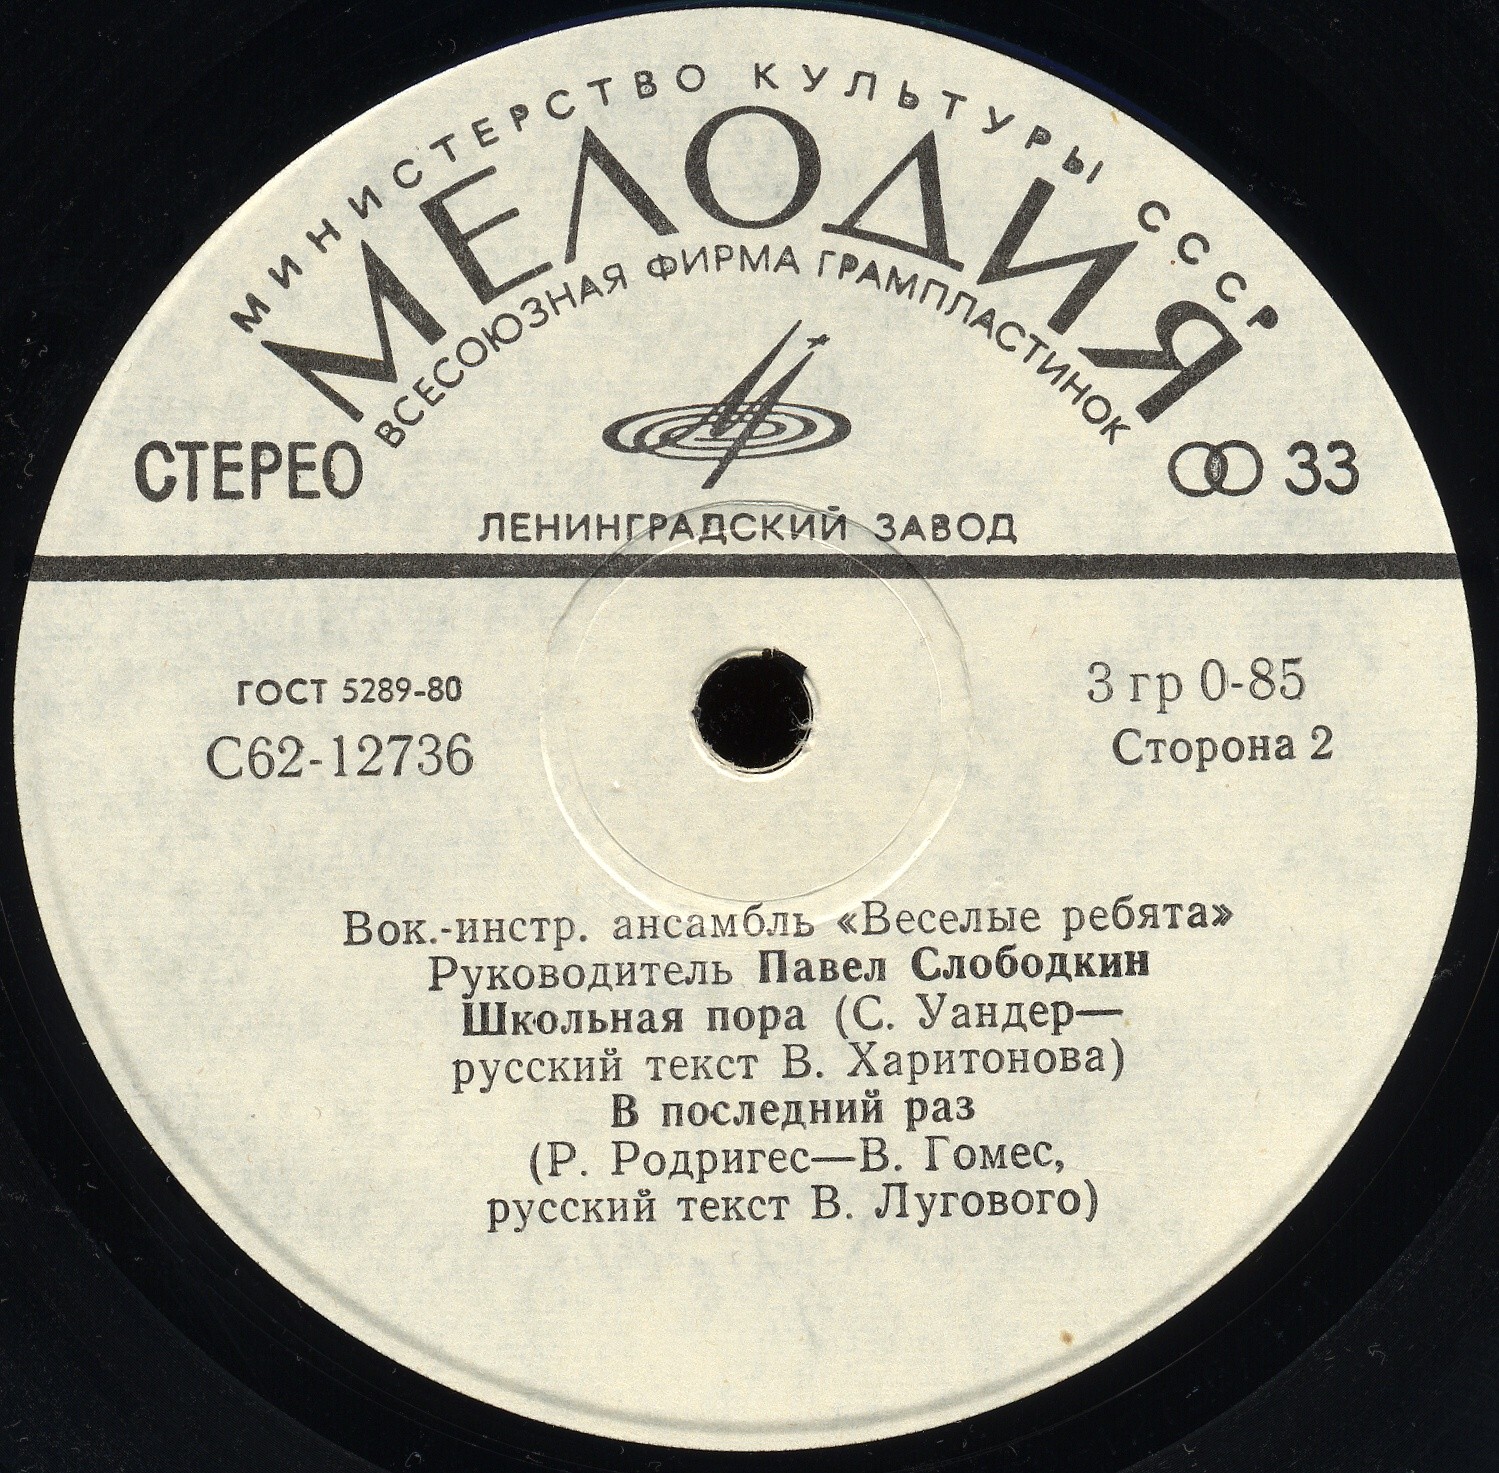 МИНИСТЕРСТВО КУЛЬТУРЫ СССР
МЕЛОДИЯ
ВСЕСОЮЗНАЯ ФИРМА ГРАМПЛАСТИНОК
СТЕРЕО
33
ЛЕНИНГРАДСКИЙ ЗАВОД
ГОСТ 5289-80
С62-12736
3 гр 0-85
Сторона 2
Вок.-инстр. ансамбль «Веселые ребята»
Руководитель Павел Слободкин
Школьная пора (С. Уандер—
русский текст В. Харитонова)
В последний раз
(Р. Родригес—В. Гомес,
русский текст В. Лугового)